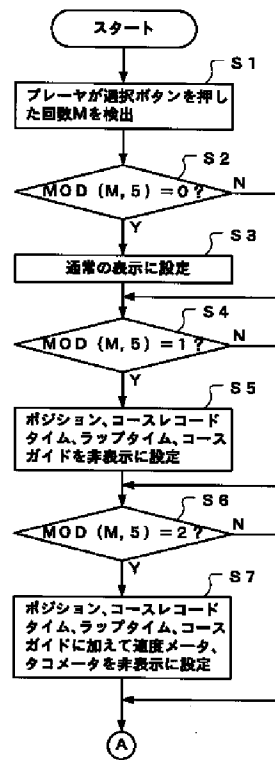 スタート
S1
プレーヤが選択ボタンを押し
た回数Mを検出
S2
MOD (M, 5) =0?
N
Y
S3
通常の表示に設定
S4
MOD (M, 5) =1?
N
Y
S5
ポジション、コースレコード
タイム、ラップタイム、コース
ガイドを非表示に設定
S6
MOD (M, 5) =2?
N
Y
S7
ポジション、コースレコード
タイム、ラップタイム、コース
ガイドに加えて速度メータ、
タコメータを非表示に設定
A